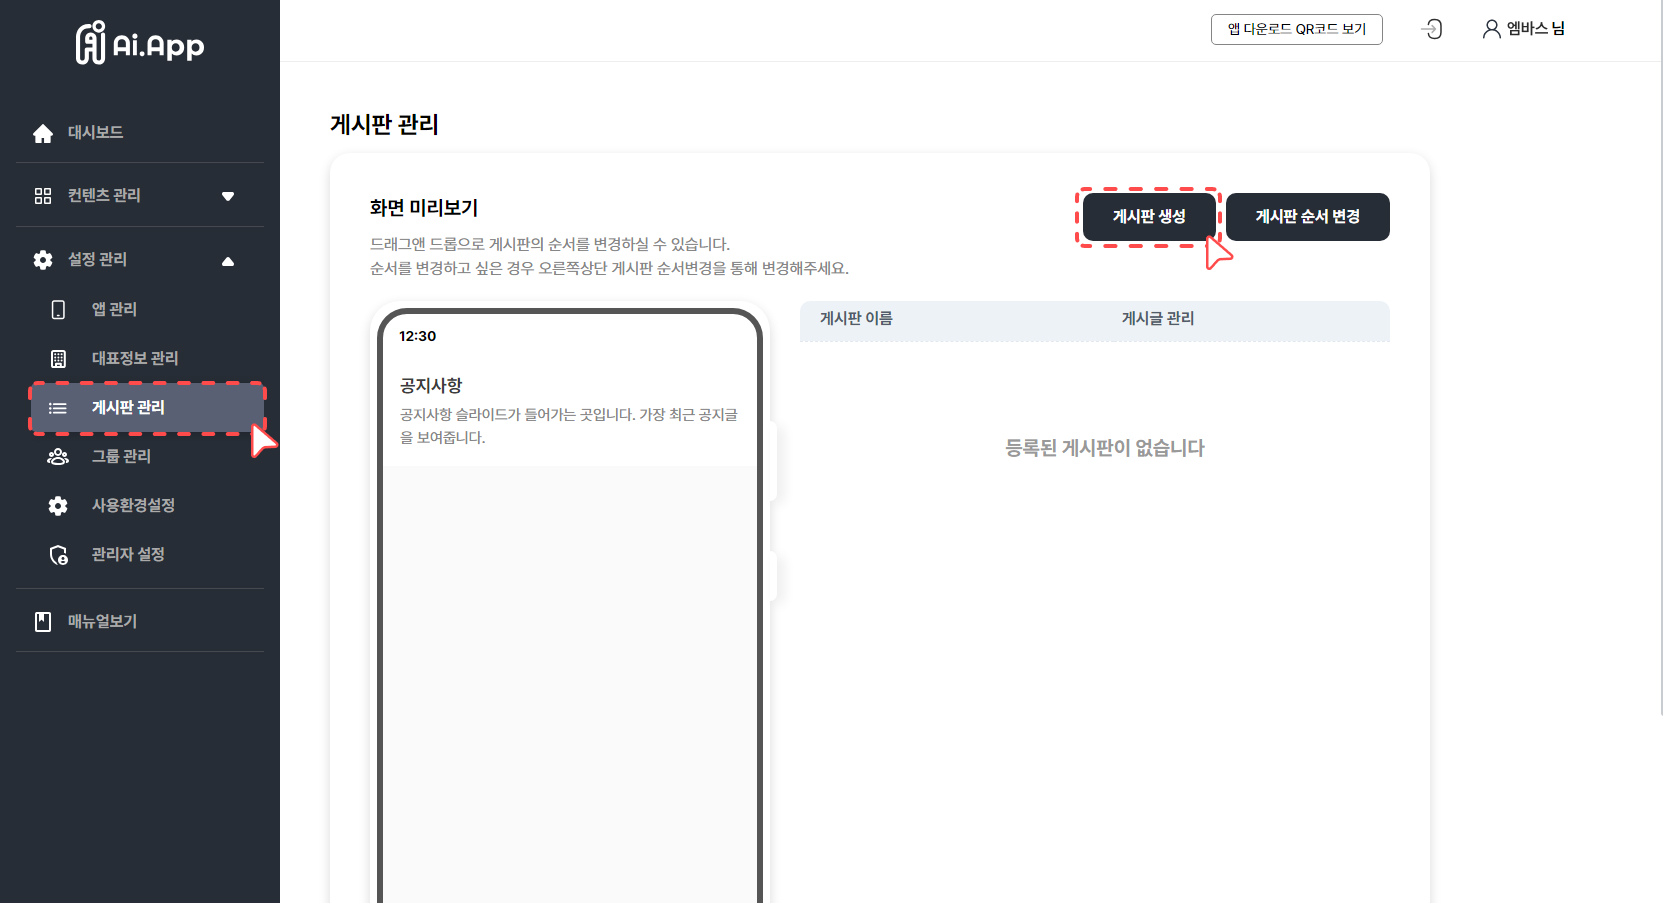 Ai.App
앱 다운로드 QR코드 보기
엠바스 님
대시보드
컨텐츠 관리
설정 관리
앱 관리
대표정보 관리
게시판 관리
그룹 관리
사용환경설정
관리자 설정
매뉴얼보기
게시판 관리
화면 미리보기
드래그앤 드롭으로 게시판의 순서를 변경하실 수 있습니다.
순서를 변경하고 싶은 경우 오른쪽상단 게시판 순서변경을 통해 변경해주세요.
게시판 생성
게시판 순서 변경
12:30
공지사항
공지사항 슬라이드가 들어가는 곳입니다. 가장 최근 공지글
을 보여줍니다.
게시판 이름
게시글 관리
등록된 게시판이 없습니다